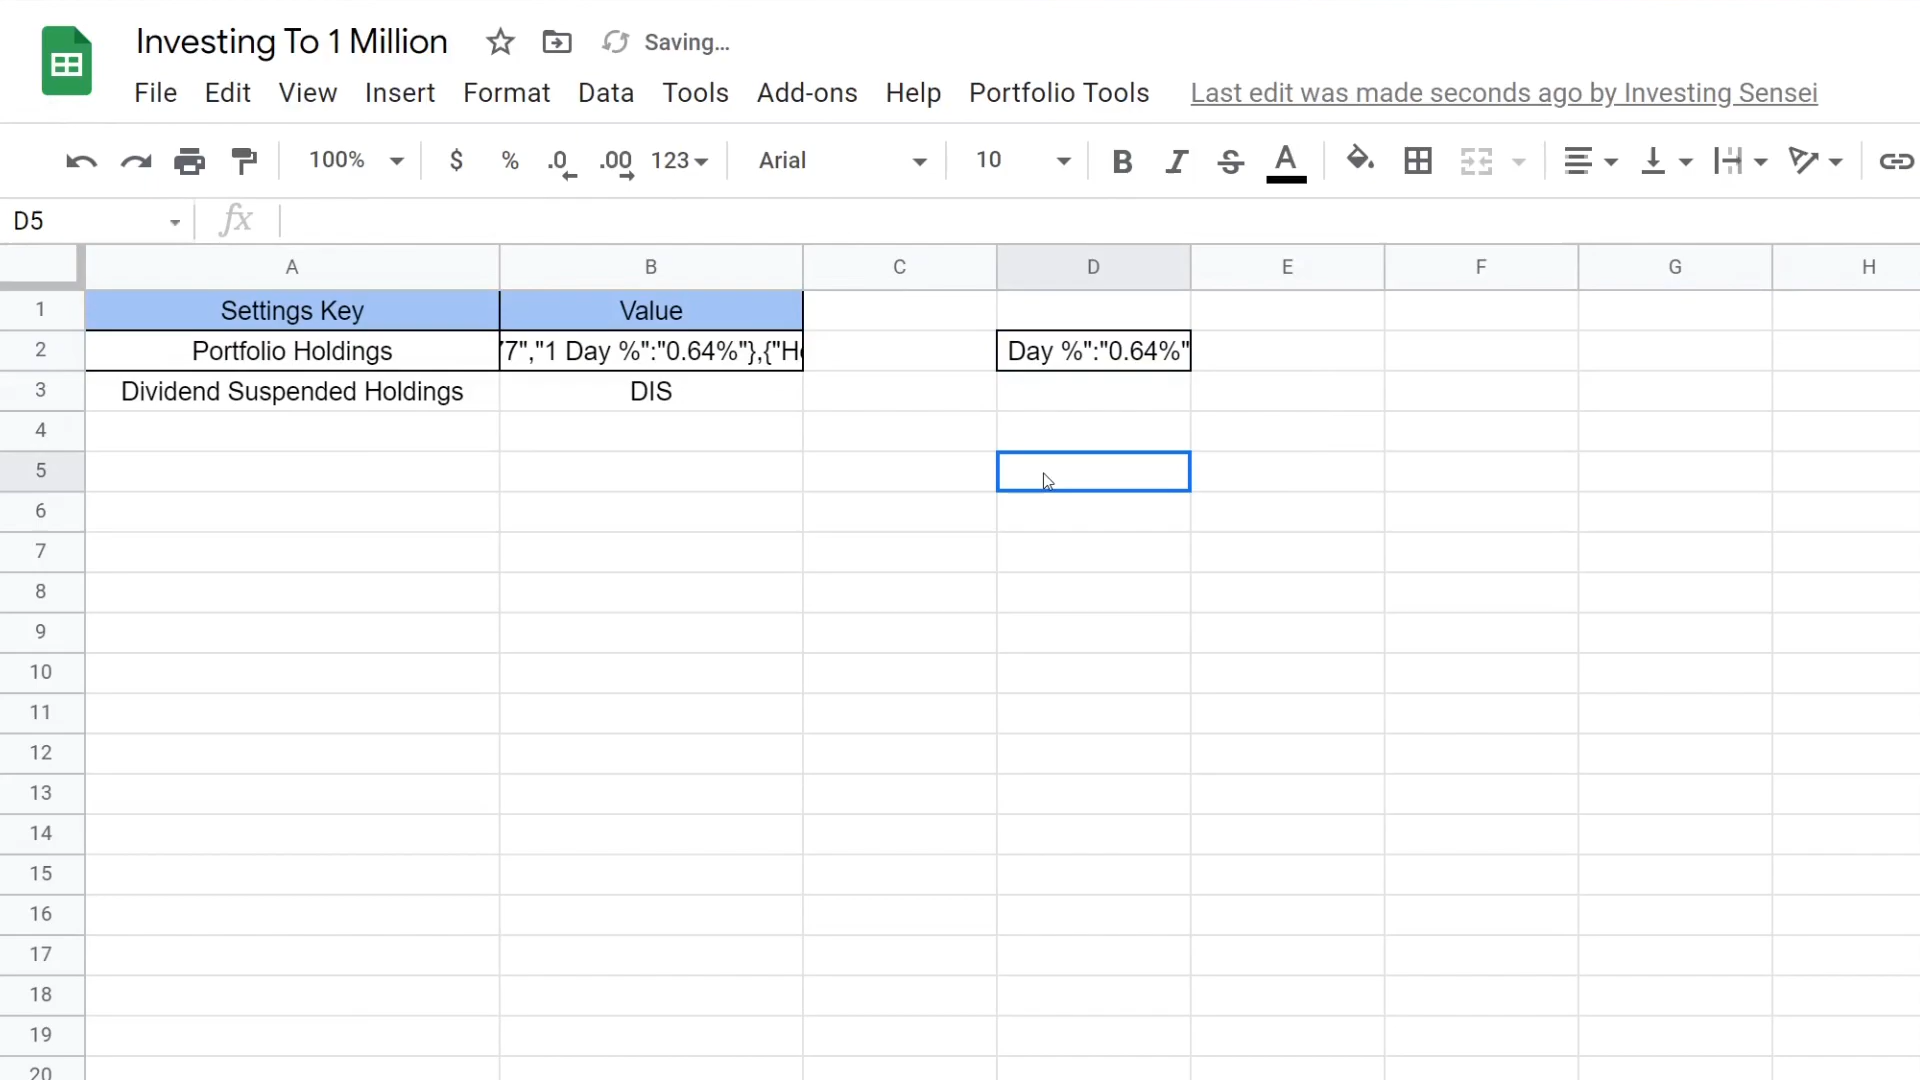 Investing To 1 Million Saving...
File Edit View Insert Format Data Tools Add-ons Help Portfolio Tools Last edit was made seconds ago by Investing Sensei
100% $ % .0 .00 123 Arial 10 B I S A
D5 fx
A B C D E F G H
1 Settings Key Value
2 Portfolio Holdings 7","1 Day %":"0.64%"},{"H Day %":"0.64%"
3 Dividend Suspended Holdings DIS
4
5
6
7
8
9
10
11
12
13
14
15
16
17
18
19
20